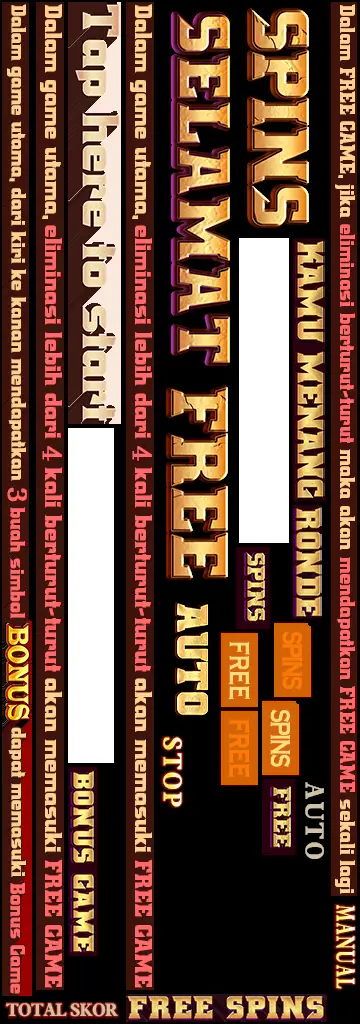 Dalam game utama, dari kiri ke kanan mendapatkan 3 buah simbol BONUS dapat memasuki Bonus Game
Dalam game utama, eliminasi lebih dari 4 kali berturut-turut akan memasuki FREE GAME
Tap here to start
BONUS GAME
Dalam game utama, eliminasi lebih dari 4 kali berturut-turut akan memasuki FREE GAME
SELAMAT FREE
AUTO
STOP
SPINS
SPINS
FREE
FREE
SPINS
SPINS
FREE
KAMU MENANG RONDE
AUTO
Dalam FREE GAME, jika eliminasi berturut-turut maka akan mendapatkan FREE GAME sekali lagi
MANUAL
TOTAL SKOR
FREE SPINS